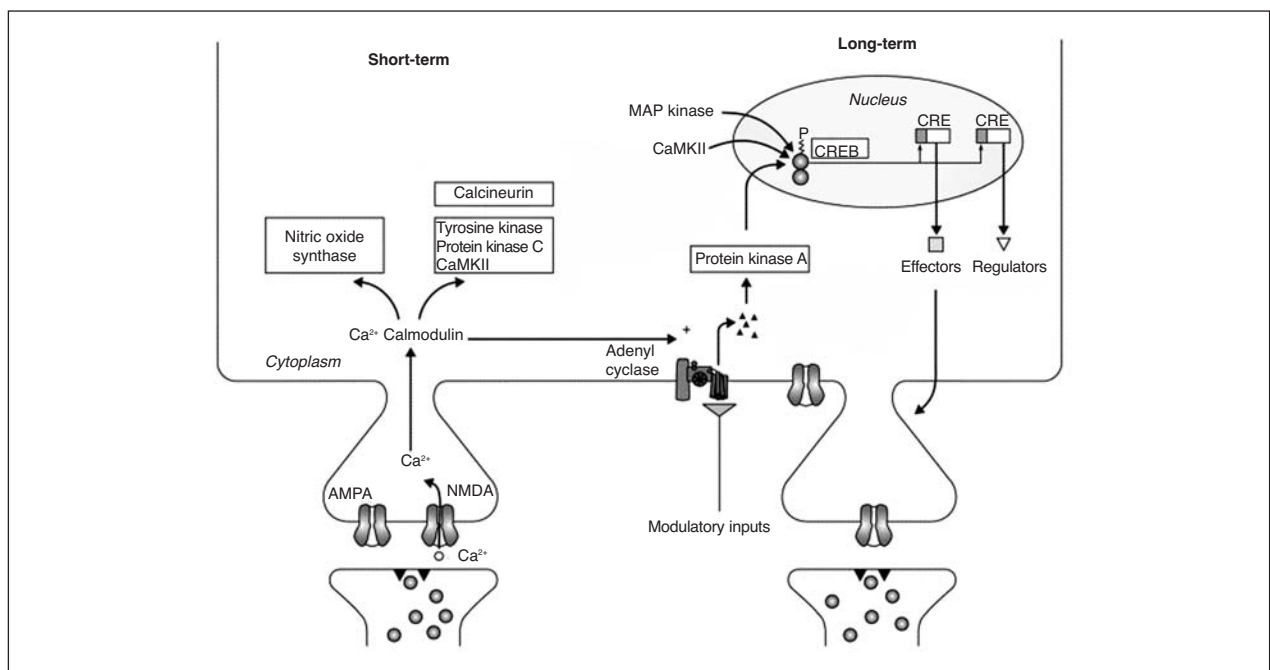 Short-term
Long-term
Nucleus
MAP kinase
CaMKII
P
CREB
CRE
CRE
Calcineurin
Tyrosine kinase
Protein kinase C
CaMKII
Nitric oxide
synthase
Protein kinase A
Effectors
Regulators
Ca²⁺ Calmodulin
+
Adenyl
cyclase
Cytoplasm
Ca²⁺
AMPA
NMDA
Ca²⁺
Modulatory inputs